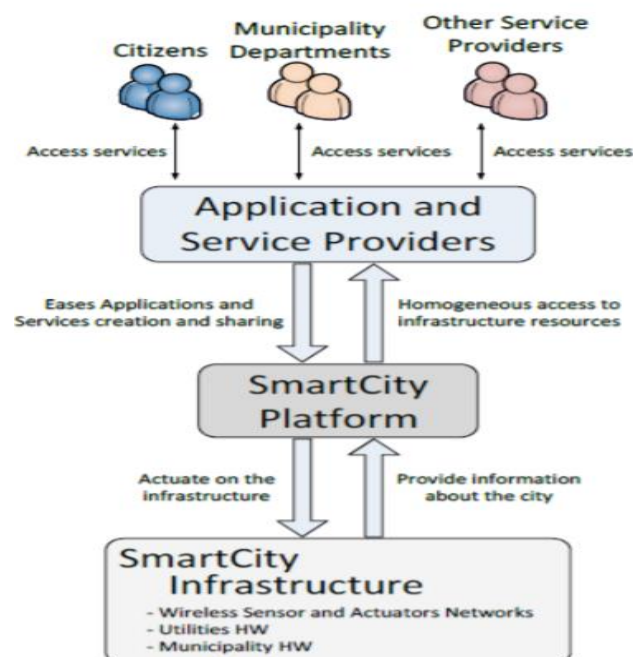 Citizens
Municipality
Departments
Other Service
Providers
Access services
Access services
Access services
Application and
Service Providers
Eases Applications and
Services creation and sharing
Homogeneous access to
infrastructure resources
SmartCity
Platform
Actuate on the
infrastructure
Provide information
about the city
SmartCity
Infrastructure
- Wireless Sensor and Actuators Networks
- Utilities HW
- Municipality HW